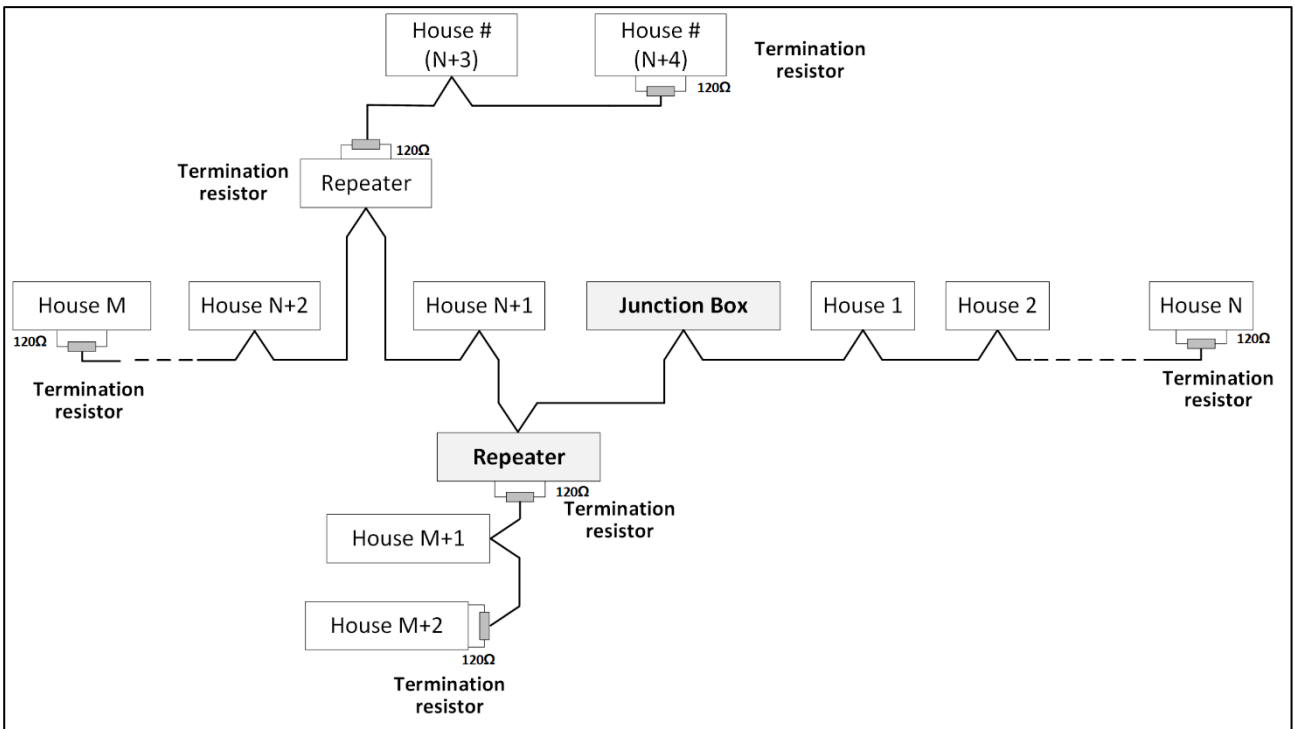 House #
(N+3)
House #
(N+4)
Termination
resistor
120Ω
120Ω
Termination
resistor
Repeater
House M
House N+2
House N+1
Junction Box
House 1
House 2
House N
120Ω
120Ω
Termination
resistor
Termination
resistor
Repeater
120Ω
Termination
resistor
House M+1
House M+2
120Ω
Termination
resistor